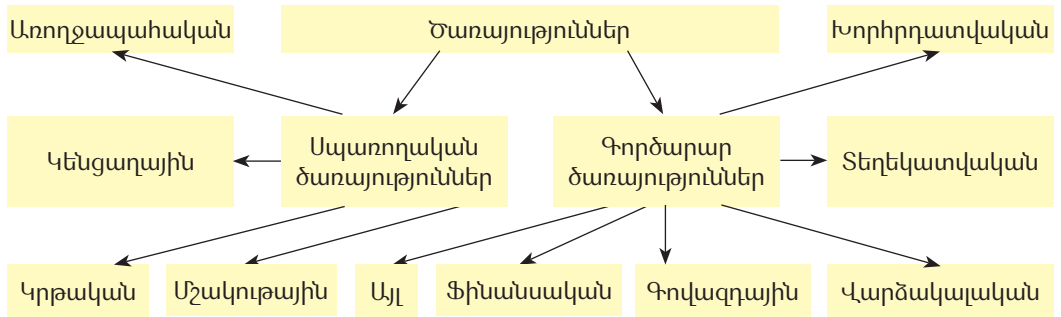 Առողջապահական
Ծառայություններ
Խորհրդատվական
Կենցաղային
Սպառողական
ծառայություններ
Գործարար
ծառայություններ
Տեղեկատվական
Կրթական
Մշակութային
Այլ
Ֆինանսական
Գովազդային
Վարձակալական